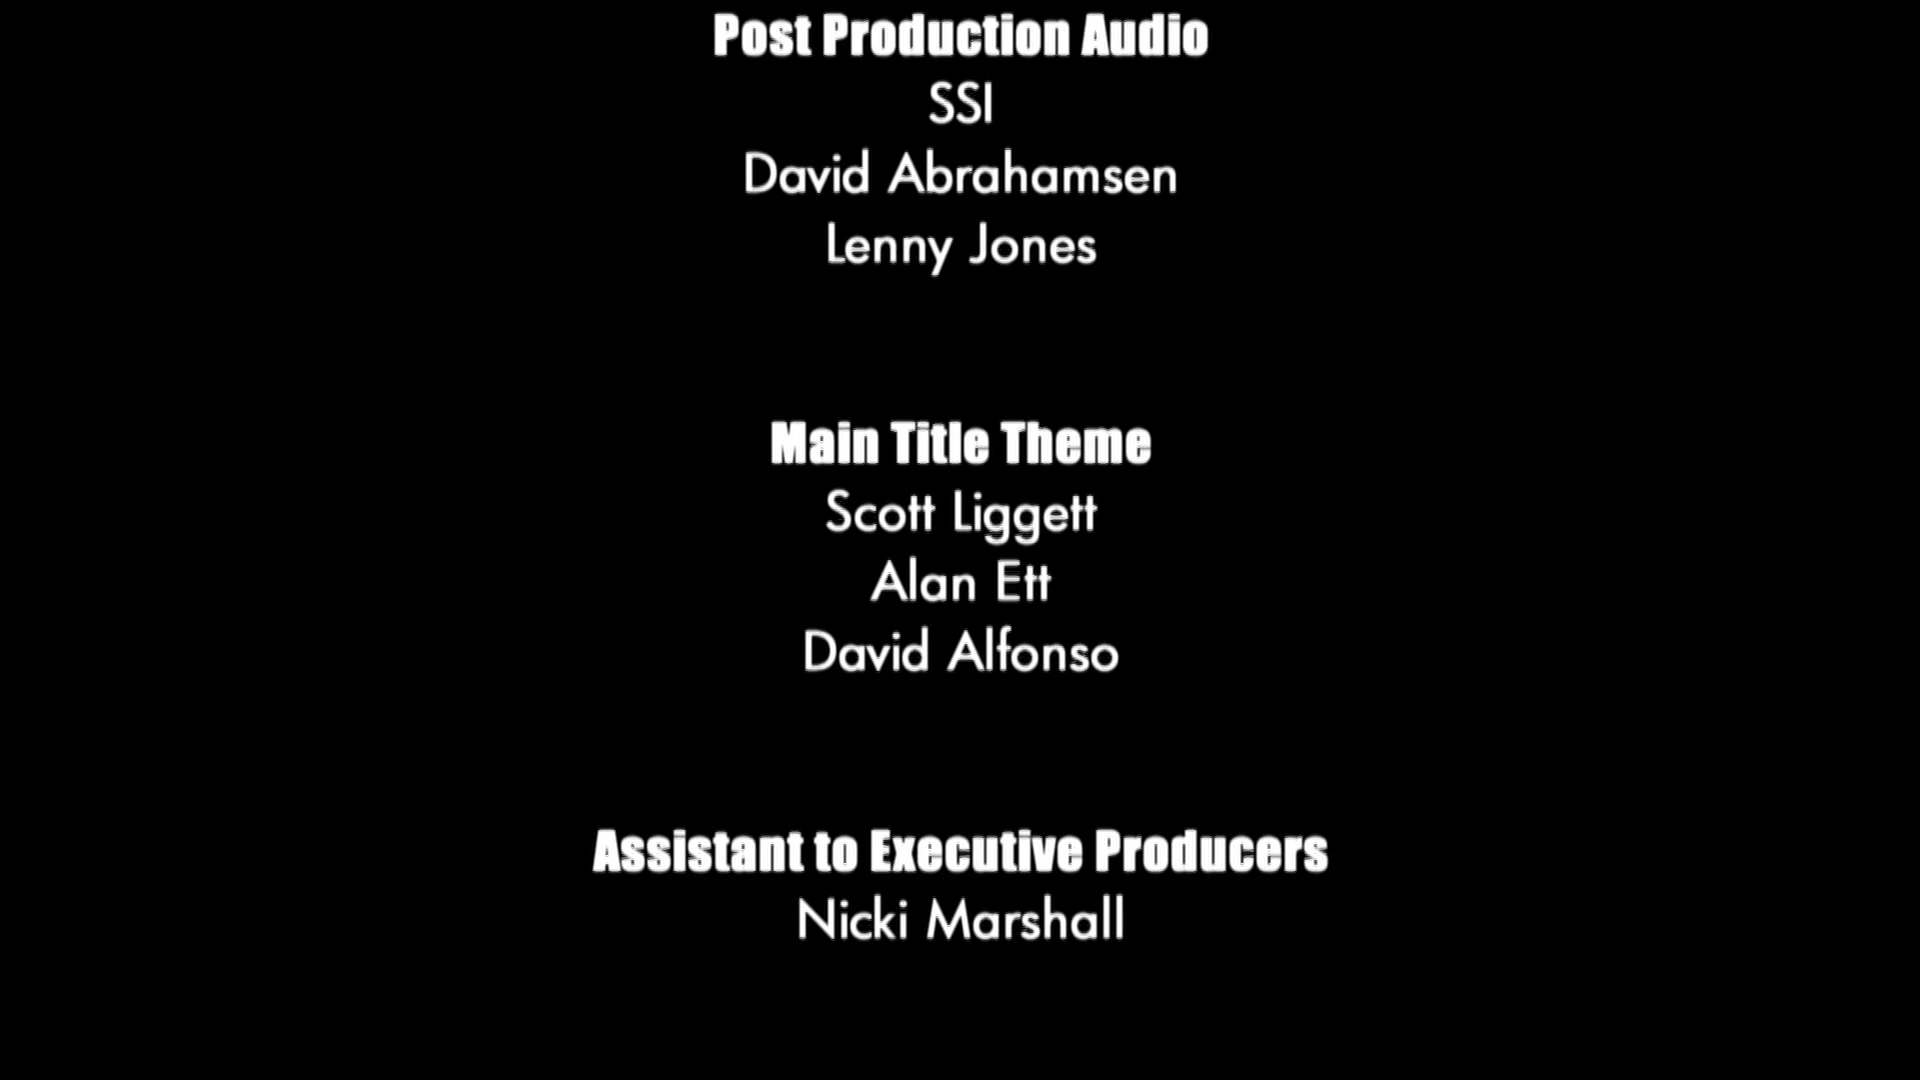 Post Production Audio
SSI
David Abrahamsen
Lenny Jones
Main Title Theme
Scott Liggett
Alan Ett
David Alfonso
Assistant to Executive Producers
Nicki Marshall